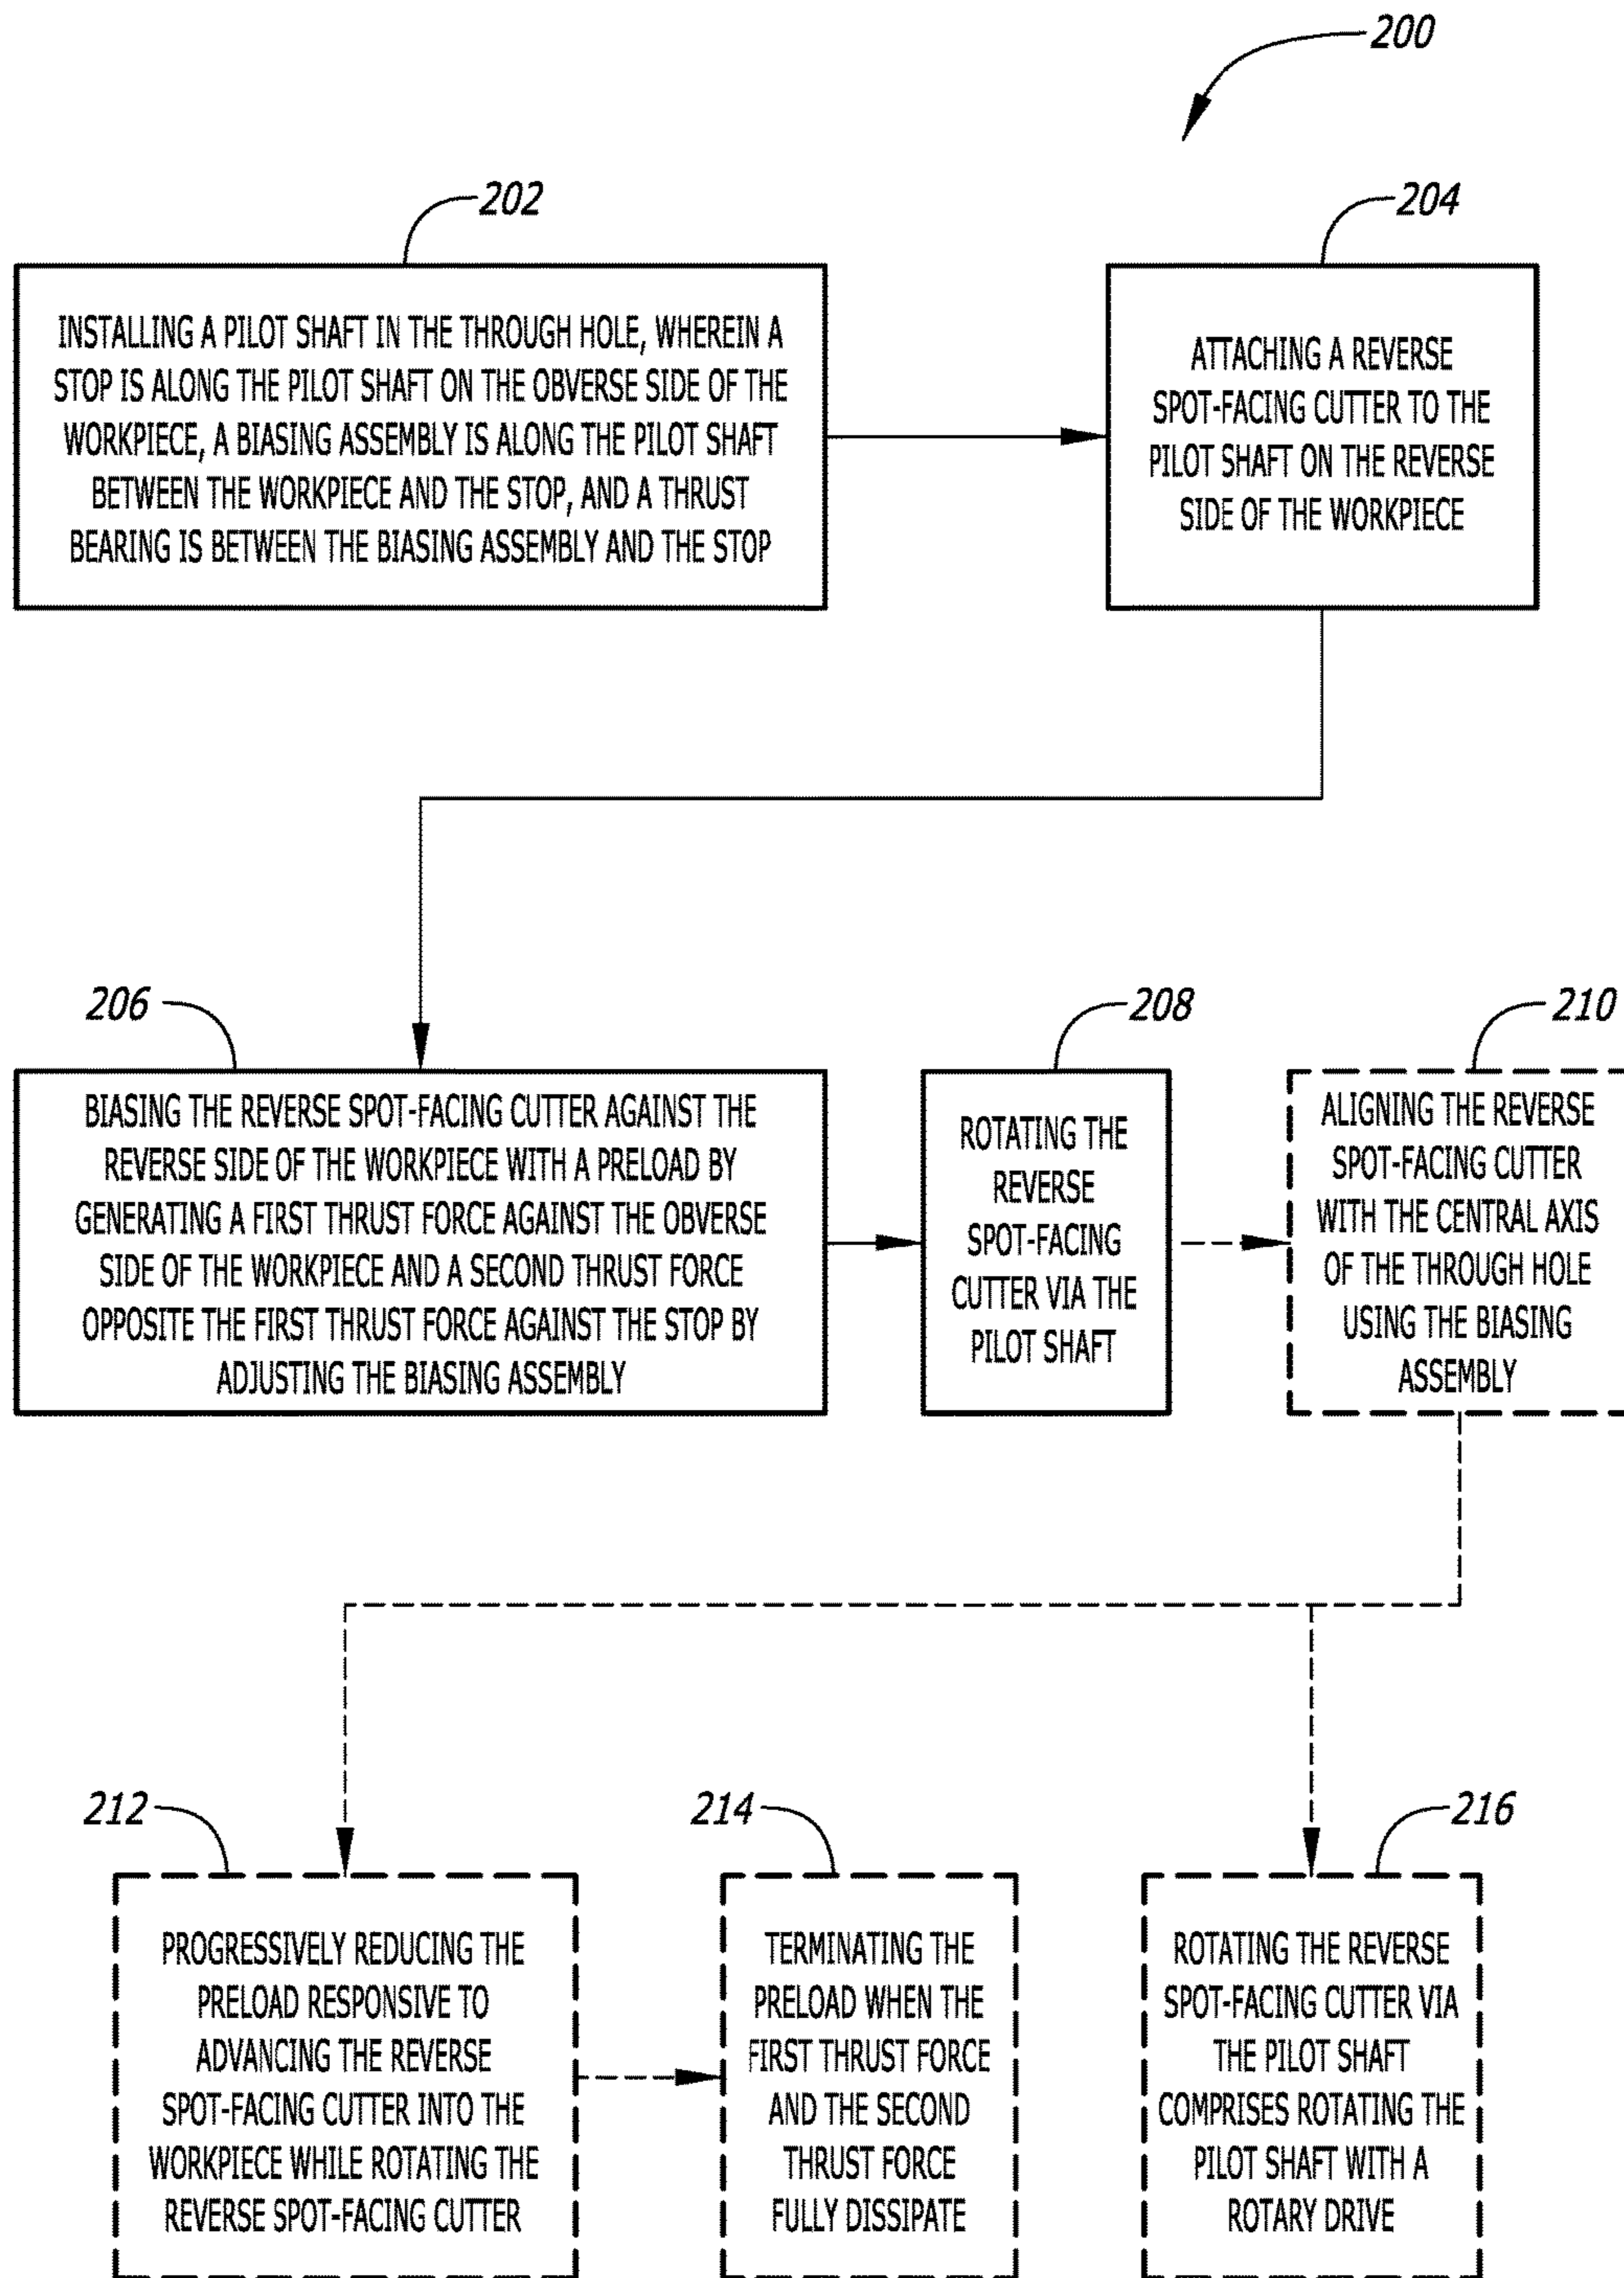 200
202
INSTALLING A PILOT SHAFT IN THE THROUGH HOLE, WHEREIN A
STOP IS ALONG THE PILOT SHAFT ON THE OBVERSE SIDE OF THE
WORKPIECE, A BIASING ASSEMBLY IS ALONG THE PILOT SHAFT
BETWEEN THE WORKPIECE AND THE STOP, AND A THRUST
BEARING IS BETWEEN THE BIASING ASSEMBLY AND THE STOP
204
ATTACHING A REVERSE
SPOT-FACING CUTTER TO THE
PILOT SHAFT ON THE REVERSE
SIDE OF THE WORKPIECE
206
BIASING THE REVERSE SPOT-FACING CUTTER AGAINST THE
REVERSE SIDE OF THE WORKPIECE WITH A PRELOAD BY
GENERATING A FIRST THRUST FORCE AGAINST THE OBVERSE
SIDE OF THE WORKPIECE AND A SECOND THRUST FORCE
OPPOSITE THE FIRST THRUST FORCE AGAINST THE STOP BY
ADJUSTING THE BIASING ASSEMBLY
208
ROTATING THE
REVERSE
SPOT-FACING
CUTTER VIA THE
PILOT SHAFT
210
ALIGNING THE REVERSE
SPOT-FACING CUTTER
WITH THE CENTRAL AXIS
OF THE THROUGH HOLE
USING THE BIASING
ASSEMBLY
212
PROGRESSIVELY REDUCING THE
PRELOAD RESPONSIVE TO
ADVANCING THE REVERSE
SPOT-FACING CUTTER INTO THE
WORKPIECE WHILE ROTATING THE
REVERSE SPOT-FACING CUTTER
214
TERMINATING THE
PRELOAD WHEN THE
FIRST THRUST FORCE
AND THE SECOND
THRUST FORCE
FULLY DISSIPATE
216
ROTATING THE REVERSE
SPOT-FACING CUTTER VIA
THE PILOT SHAFT
COMPRISES ROTATING THE
PILOT SHAFT WITH A
ROTARY DRIVE